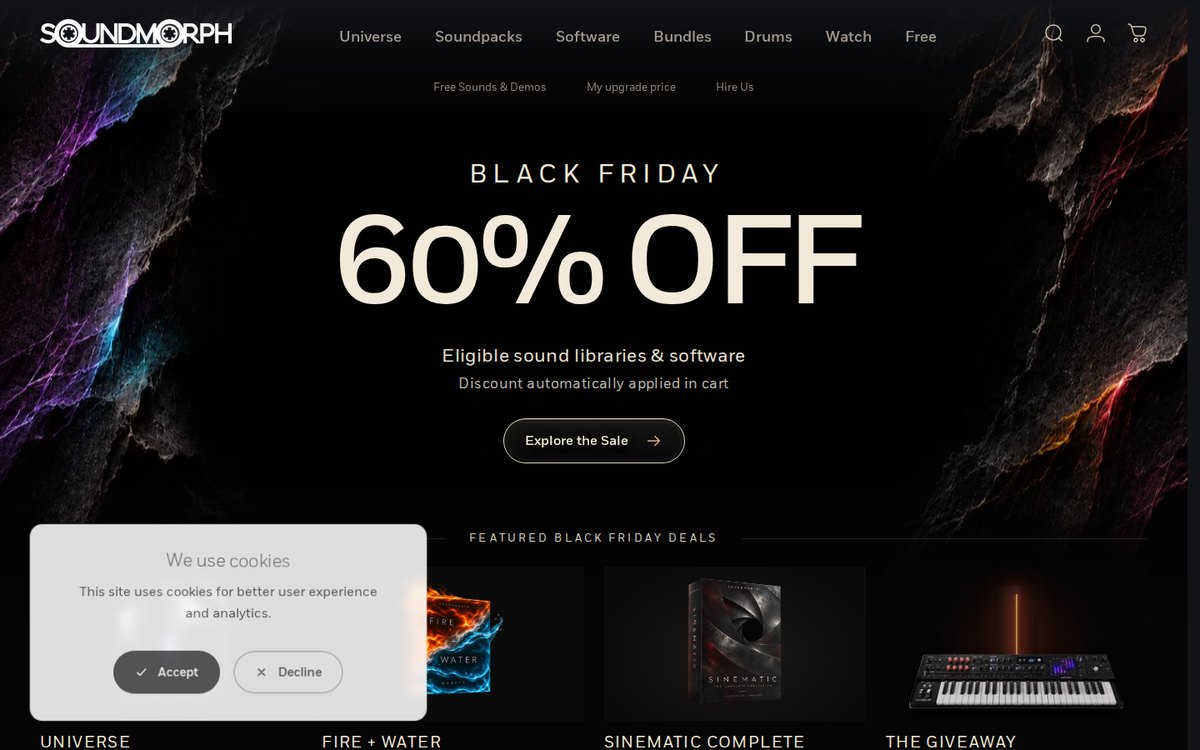 SOUNDMORPH
Universe Soundpacks Software Bundles Drums Watch Free
Free Sounds & Demos My upgrade price Hire Us
BLACK FRIDAY
60% OFF
Eligible sound libraries & software
Discount automatically applied in cart
Explore the Sale
FEATURED BLACK FRIDAY DEALS
We use cookies
This site uses cookies for better user experience
and analytics.
Accept Decline
FIRE
WATER
SINEMATIC
SINEMATIC
UNIVERSE FIRE + WATER SINEMATIC COMPLETE THE GIVEAWAY